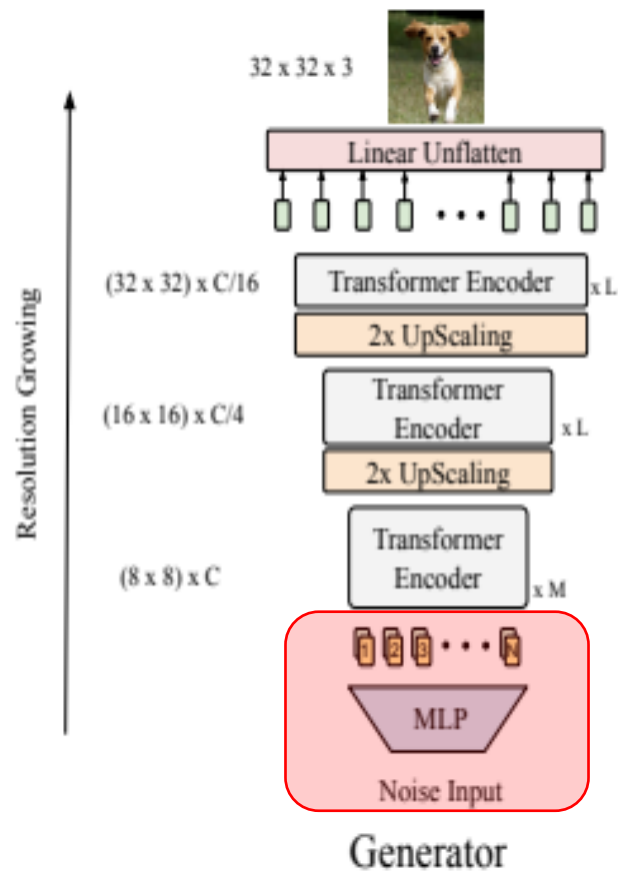 32 x 32 x 3
Linear Unflatten
(32 x 32) x C/16
Transformer Encoder
x L
2x UpScaling
(16 x 16) x C/4
Transformer
Encoder
x L
2x UpScaling
(8 x 8) x C
Transformer
Encoder
x M
1 2 3 N
MLP
Noise Input
Generator
Resolution Growing